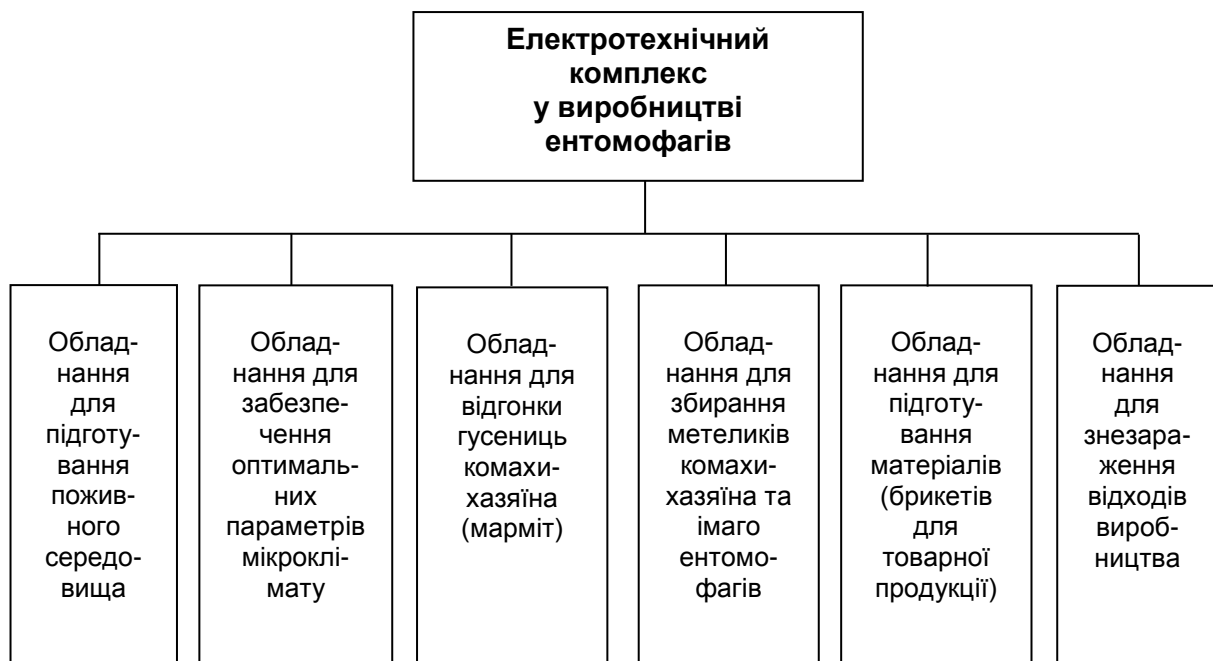 Електротехнічний
комплекс
у виробництві
ентомофагів
Облад-
нання
для
підготу-
вання
пожив-
ного
середо-
вища
Облад-
нання для
забезпе-
чення
оптималь-
них
параметрів
мікроклі-
мату
Облад-
нання для
відгонки
гусениць
комахи-
хазяїна
(марміт)
Облад-
нання для
збирання
метеликів
комахи-
хазяїна та
імаго
ентомо-
фагів
Облад-
нання для
підготу-
вання
матеріалів
(брикетів
для
товарної
продукції)
Облад-
нання
для
знезара-
ження
відходів
вироб-
ництва